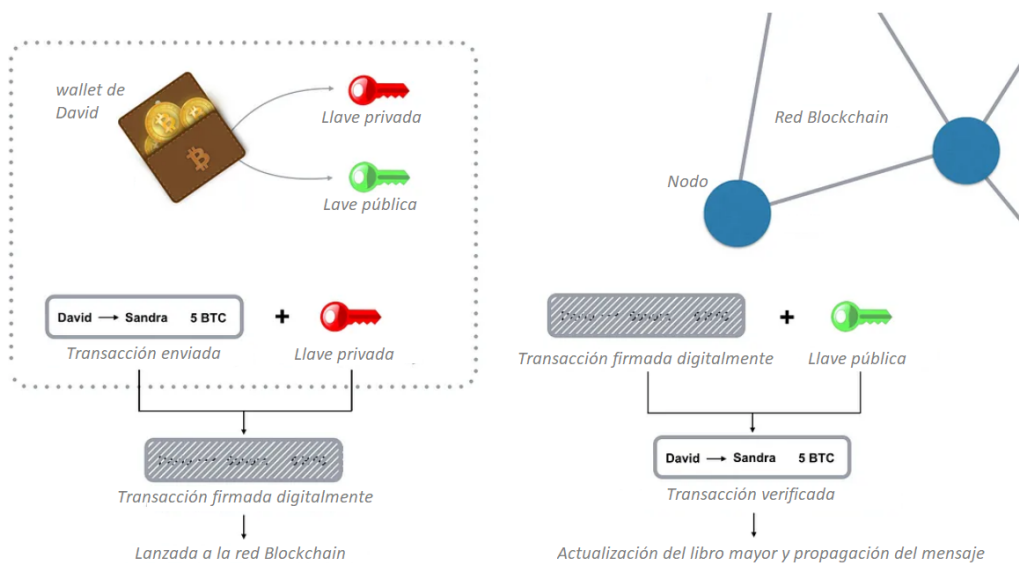 wallet de
David
Llave privada
Lave pública
David → Sandra 5 BTC
+
Transacción enviada
Llave privada
Transacción firmada digitalmente
Lanzada a la red Blockchain
Red Blockchain
Nodo
+
Transacción firmada digitalmente
Llave pública
David → Sandra 5 BTC
Transacción verificada
Actualización del libro mayor y propagación del mensaje